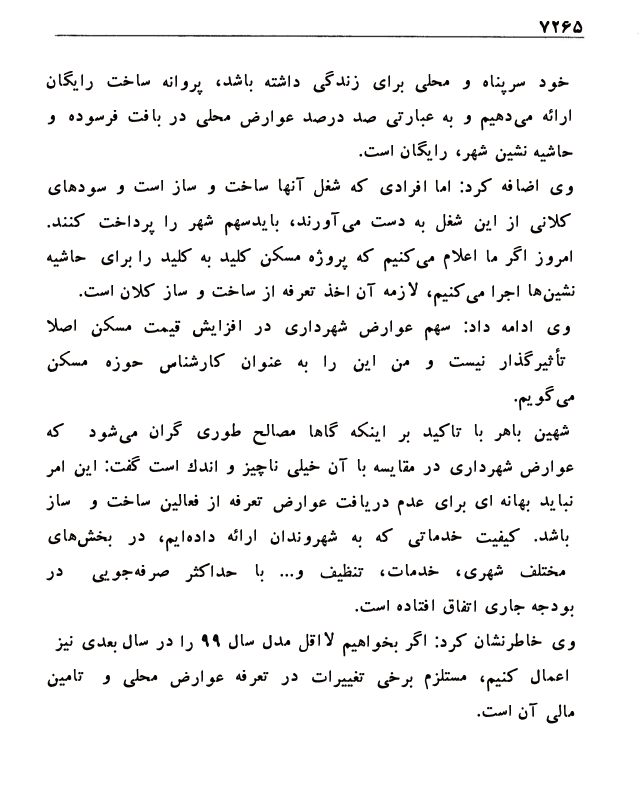 ۷۲۶۵
خود سرپناه و محلی برای زندگی داشته باشد، پروانه ساخت رایگان
ارائه می‌دهیم و به عبارتی صد درصد عوارض محلی در بافت فرسوده و
حاشیه نشین شهر، رایگان است.
وی اضافه کرد: اما افرادی که شغل آنها ساخت و ساز است و سودهای
کلانی از این شغل به دست می‌آورند، بایدسهم شهر را پرداخت کنند.
امروز اگر ما اعلام می‌کنیم که پروژه مسکن کلید به کلید را برای حاشیه
نشین‌ها اجرا می‌کنیم، لازمه آن اخذ تعرفه از ساخت و ساز کلان است.
وی ادامه داد: سهم عوارض شهرداری در افزایش قیمت مسکن اصلا
تأثیرگذار نیست و من این را به عنوان کارشناس حوزه مسکن
می‌گویم.
شهین باهر با تاکید بر اینکه گاها مصالح طوری گران می‌شود که
عوارض شهرداری در مقایسه با آن خیلی ناچیز و اندك است گفت: این امر
نباید بهانه ای برای عدم دریافت عوارض تعرفه از فعالین ساخت و ساز
باشد. کیفیت خدماتی که به شهروندان ارائه داده‌ایم، در بخش‌های
مختلف شهری، خدمات، تنظیف و... با حداکثر صرفه‌جویی در
بودجه جاری اتفاق افتاده است.
وی خاطرنشان کرد: اگر بخواهیم لااقل مدل سال ۹۹ را در سال بعدی نیز
اعمال کنیم، مستلزم برخی تغییرات در تعرفه عوارض محلی و تامین
مالی آن است.